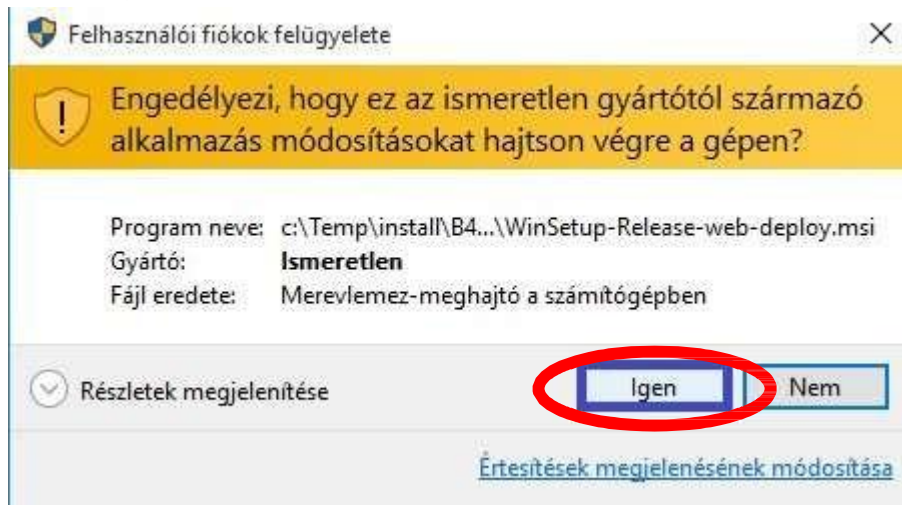 Felhasználói fiókok felügyelete
Engedélyezi, hogy ez az ismeretlen gyártótól származó
alkalmazás módosításokat hajtson végre a gépen?
Program neve: c:\Temp\install\B4...\WinSetup-Release-web-deploy.msi
Gyártó: Ismeretlen
Fájl eredete: Merevlemez-meghajtó a számítógépben
Részletek megjelenítése Igen Nem
Értesítések megjelenésének módosítása